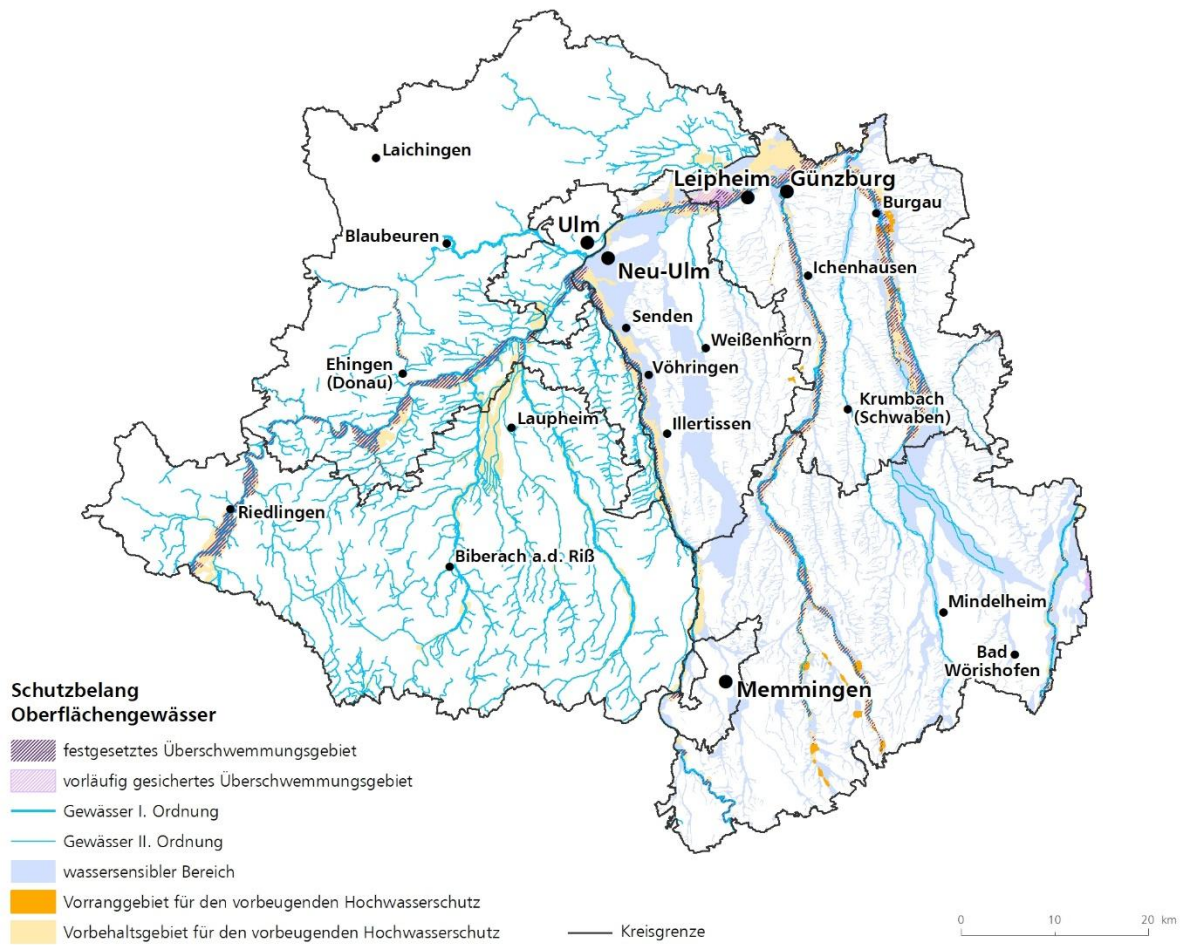 Laichingen
Leipheim
Günzburg
Burgau
Ulm
Blaubeuren
Neu-Ulm
Ichenhausen
Senden
Weißenhorn
Ehingen
(Donau)
Vöhringen
Krumbach
(Schwaben)
Laupheim
Illertissen
Riedlingen
Biberach a.d. Riß
Mindelheim
Bad
Wörishofen
Memmingen
Schutzbelang
Oberflächengewässer
festgesetztes Überschwemmungsgebiet
vorläufig gesichertes Überschwemmungsgebiet
Gewässer I. Ordnung
Gewässer II. Ordnung
wassersensibler Bereich
Vorranggebiet für den vorbeugenden Hochwasserschutz
Vorbehaltsgebiet für den vorbeugenden Hochwasserschutz
Kreisgrenze
0 10 20 km